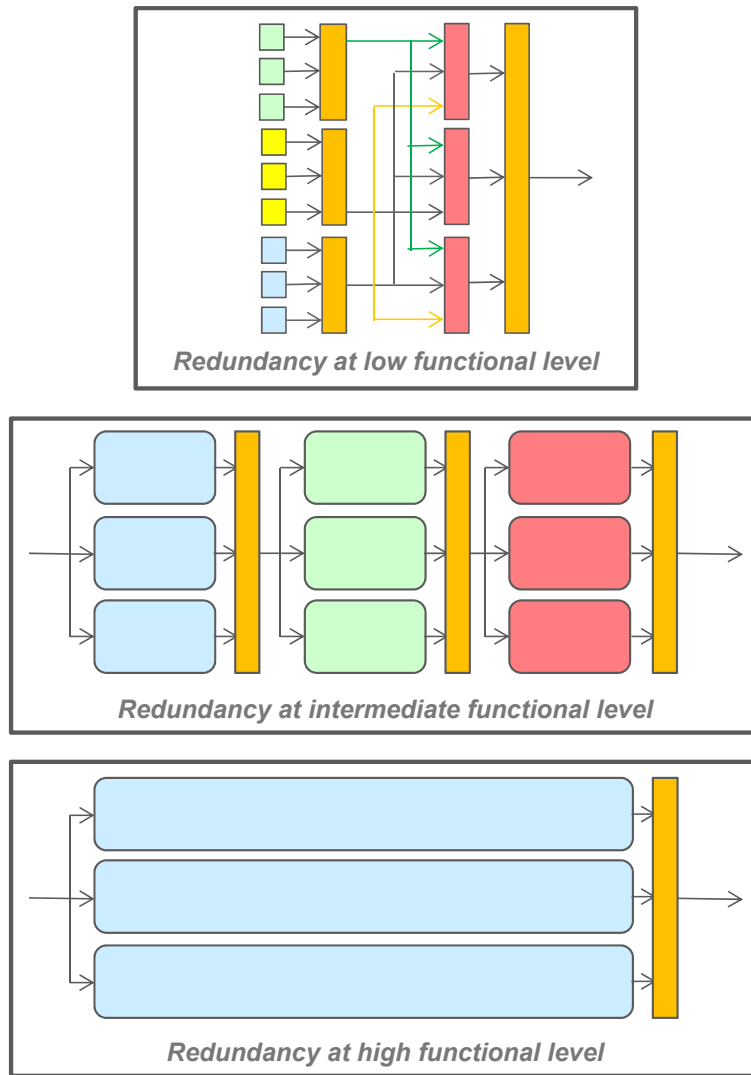 Redundancy at low functional level
Redundancy at intermediate functional level
Redundancy at high functional level